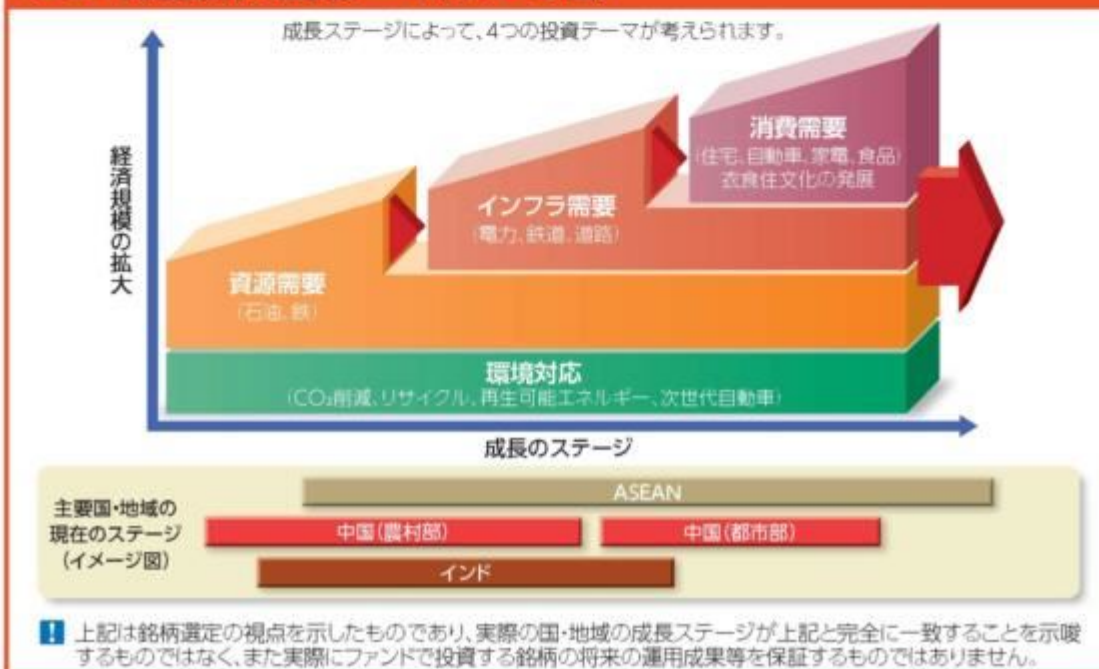 成長ステージによって、4つの投資テーマが考えられます。
経済規模の拡大
消費需要
(住宅、自動車、家電、食品)
衣食住文化の発展
インフラ需要
(電力、鉄道、道路)
資源需要
(石油、鉄)
環境対応
(CO₂削減、リサイクル、再生可能エネルギー、次世代自動車)
成長のステージ
主要国・地域の
現在のステージ
(イメージ図)
ASEAN
中国(農村部)
中国(都市部)
インド
! 上記は銘柄選定の視点を示したものであり、実際の国・地域の成長ステージが上記と完全に一致することを示唆
するものではなく、また実際にファンドで投資する銘柄の将来の運用成果等を保証するものではありません。